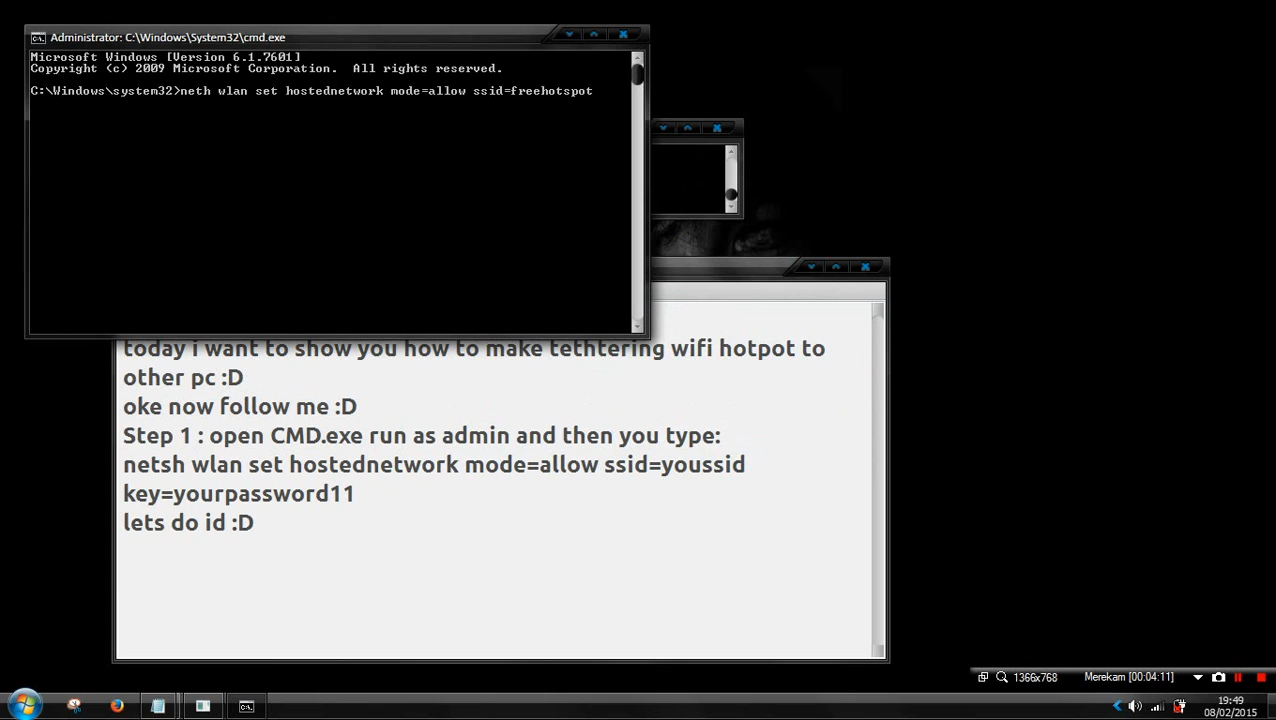 Administrator: C:\Windows\System32\cmd.exe
Microsoft Windows [Version 6.1.7601]
Copyright (c) 2009 Microsoft Corporation.  All rights reserved.
C:\Windows\system32>neth wlan set hostednetwork mode=allow ssid=freehotspot
today i want to show you how to make tethtering wifi hotpot to
other pc :D
oke now follow me :D
Step 1 : open CMD.exe run as admin and then you type:
netsh wlan set hostednetwork mode=allow ssid=youssid
key=yourpassword11
lets do id :D
1366x768
Merekam [00:04:11]
19:49
08/02/2015